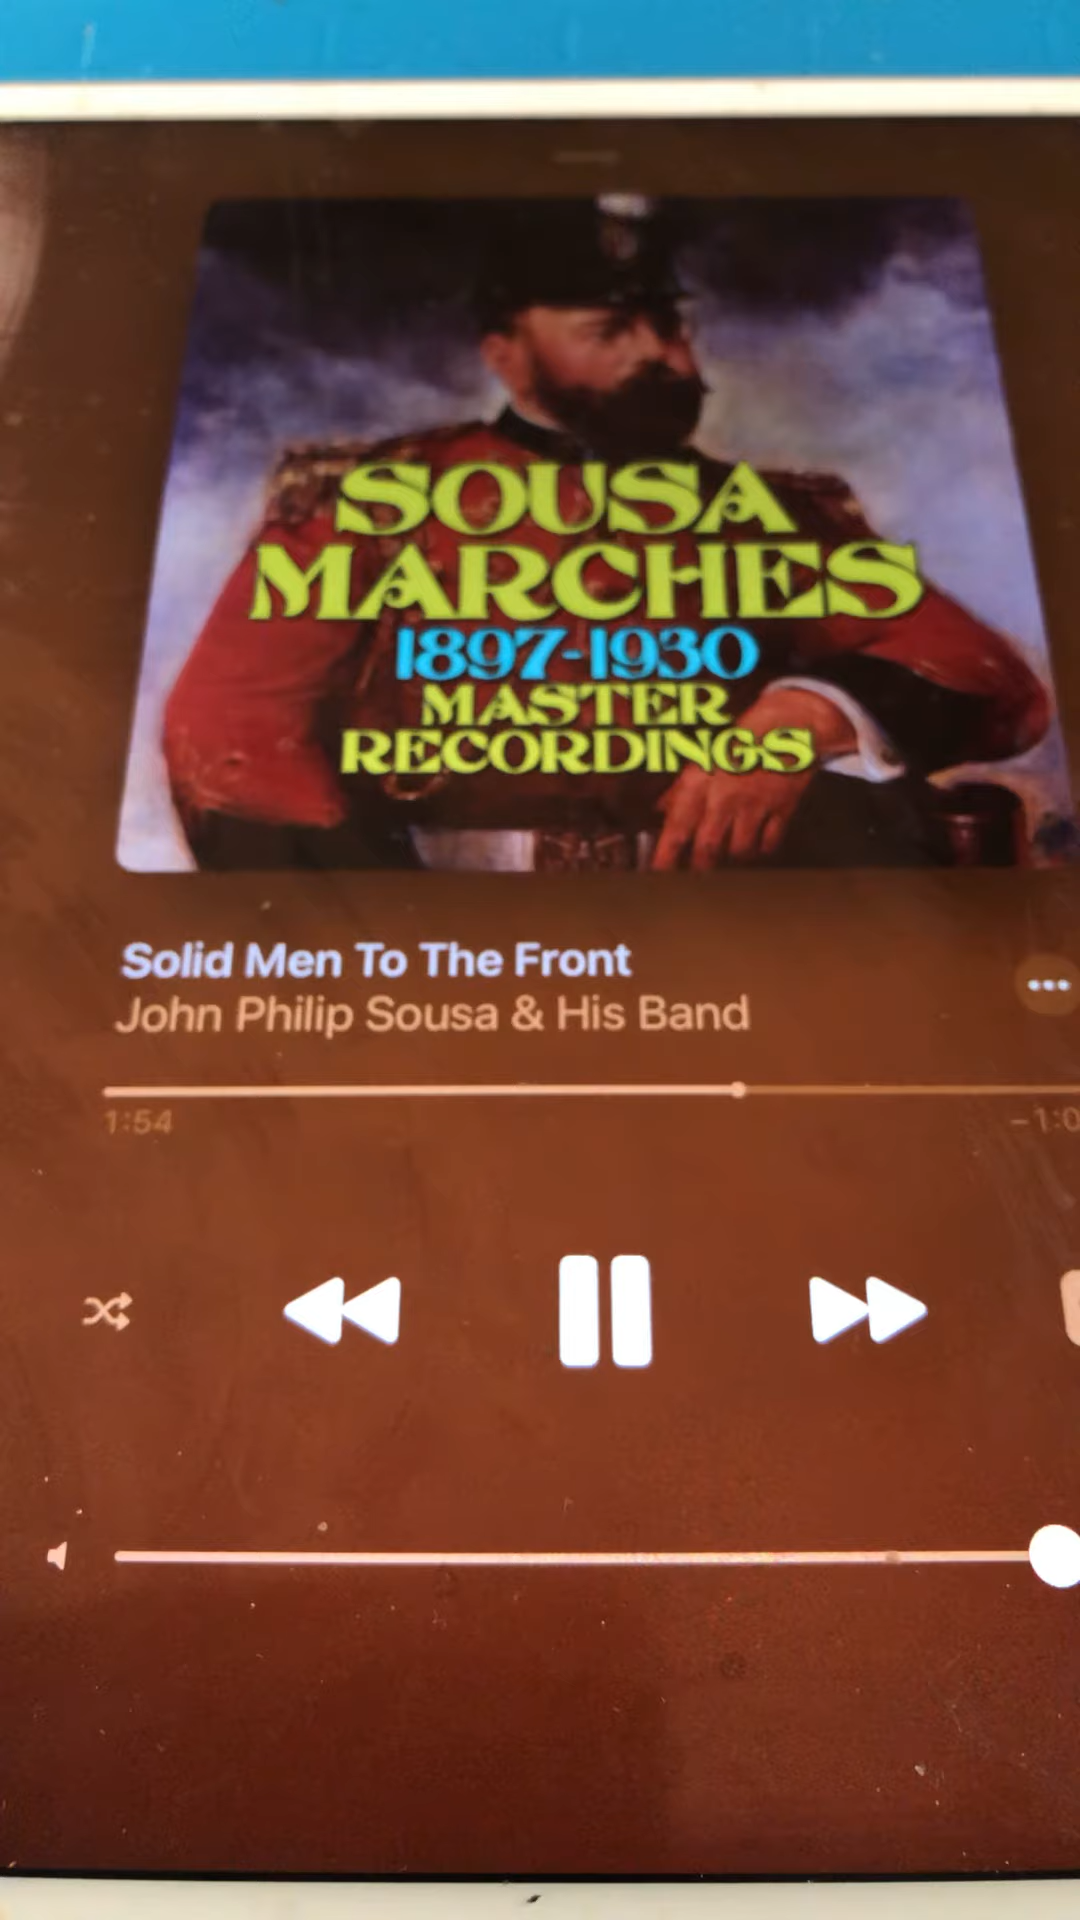 SOUSA
MARCHES
1897-1930
MASTER
RECORDINGS
Solid Men To The Front
John Philip Sousa & His Band
1:54